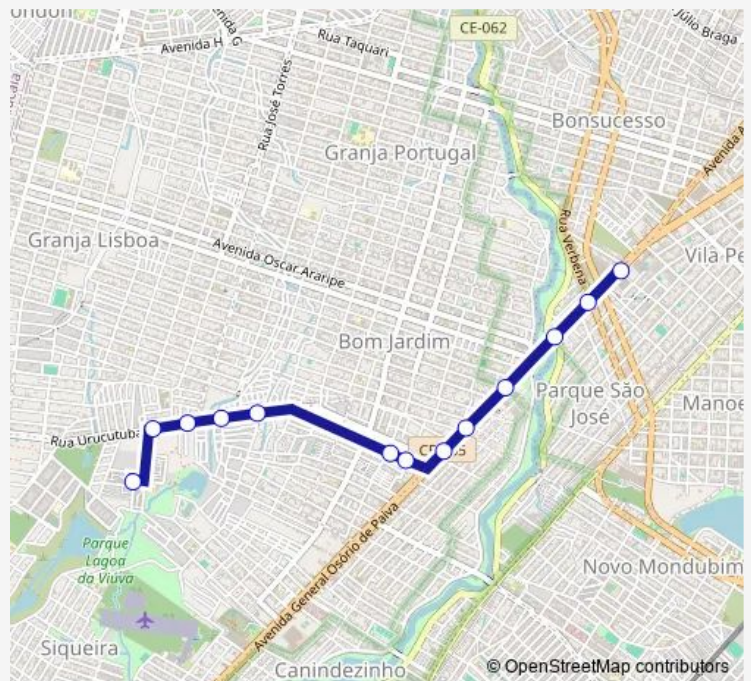 CE-062
Avenida H
Rua Taquari
Júlio Braga
Rua José Torres
Bonsucesso
Granja Portugal
Avenida A
Granja Lisboa
Rua Verbena
Avenida Oscar Araripe
Vila Pe
Bom Jardim
Parque São
José
Manoe
Rua Urucutuba
Avenida General Osório de Paiva
Parque
Lagoa
da Viúva
Novo Mondubim
Siqueira
Canindezinho
© OpenStreetMap contributors